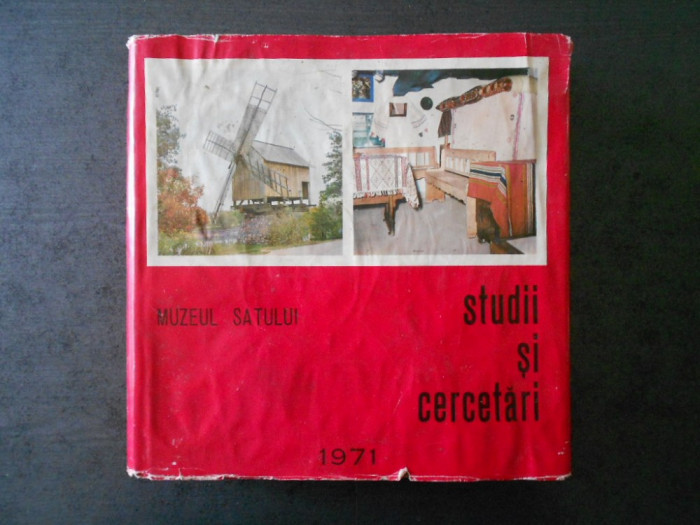 MUZEUL SATULUI
studii
și
cercetări
1971